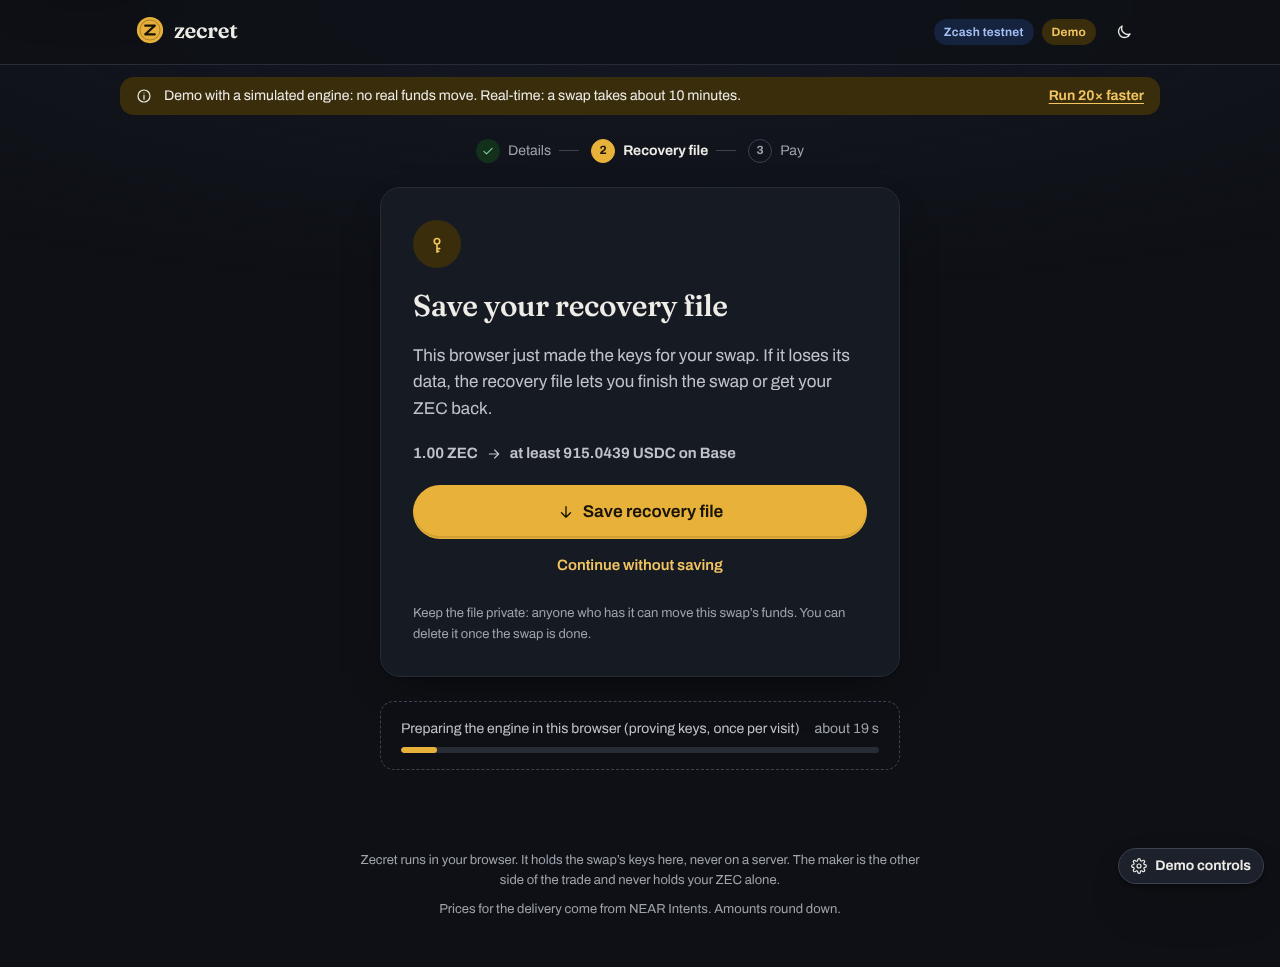 zecret
Zcash testnet
Demo
Demo with a simulated engine: no real funds move. Real-time: a swap takes about 10 minutes.
Run 20× faster
Details
2 Recovery file
3 Pay
Save your recovery file
This browser just made the keys for your swap. If it loses its
data, the recovery file lets you finish the swap or get your
ZEC back.
1.00 ZEC → at least 915.0439 USDC on Base
↓ Save recovery file
Continue without saving
Keep the file private: anyone who has it can move this swap's funds. You can
delete it once the swap is done.
Preparing the engine in this browser (proving keys, once per visit) about 19 s
Zecret runs in your browser. It holds the swap's keys here, never on a server. The maker is the other
side of the trade and never holds your ZEC alone.
Demo controls
Prices for the delivery come from NEAR Intents. Amounts round down.